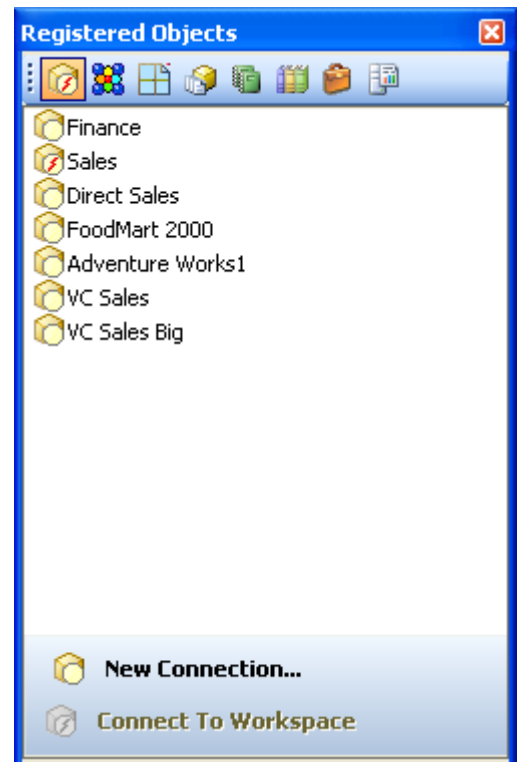 Registered Objects
Finance
Sales
Direct Sales
FoodMart 2000
Adventure Works1
VC Sales
VC Sales Big
New Connection...
Connect To Workspace